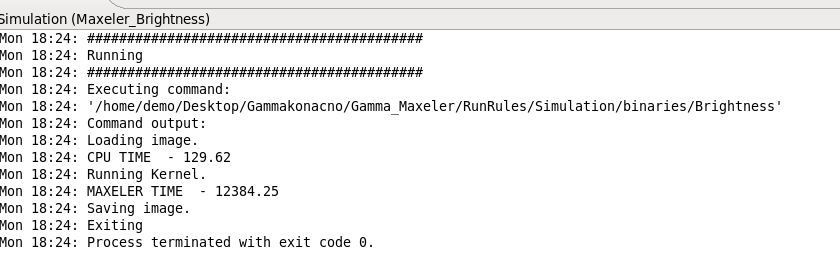 Simulation (Maxeler_Brightness)
Mon 18:24: ##########################################
Mon 18:24: Running
Mon 18:24: ##########################################
Mon 18:24: Executing command:
Mon 18:24: '/home/demo/Desktop/Gammakonacno/Gamma_Maxeler/RunRules/Simulation/binaries/Brightness'
Mon 18:24: Command output:
Mon 18:24: Loading image.
Mon 18:24: CPU TIME  - 129.62
Mon 18:24: Running Kernel.
Mon 18:24: MAXELER TIME  - 12384.25
Mon 18:24: Saving image.
Mon 18:24: Exiting
Mon 18:24: Process terminated with exit code 0.